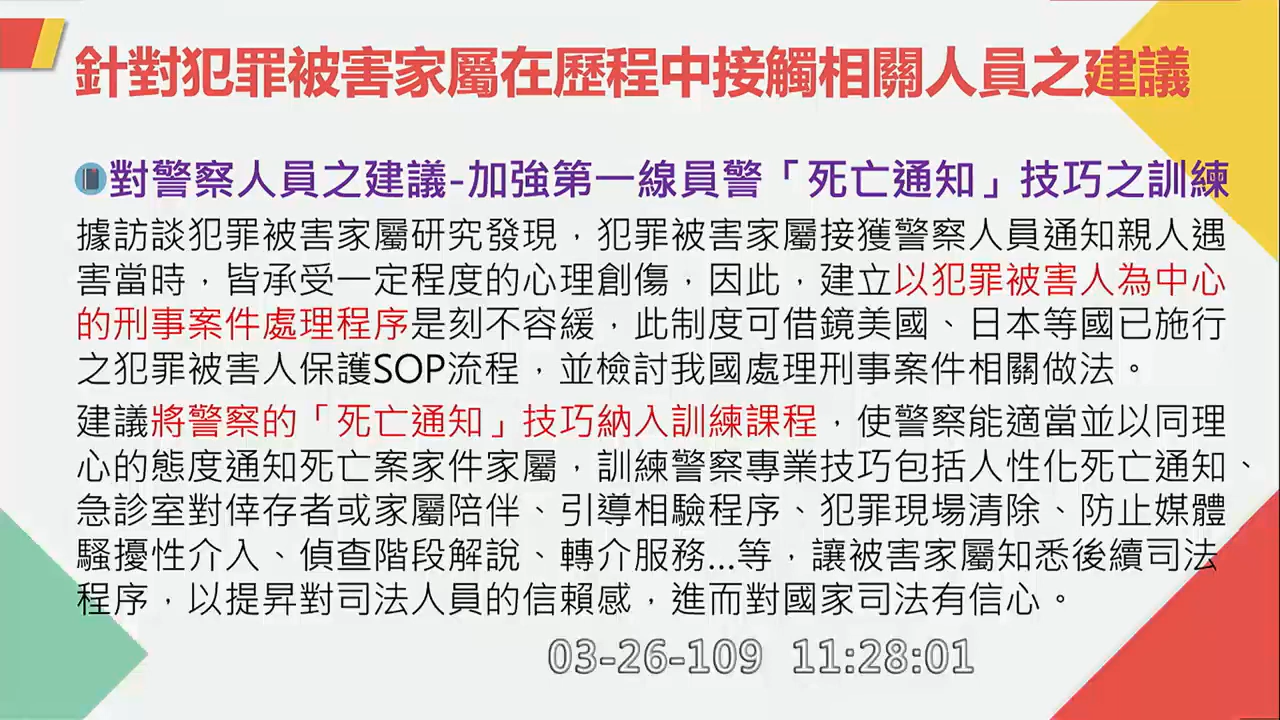 針對犯罪被害家屬在歷程中接觸相關人員之建議
對警察人員之建議-加強第一線員警「死亡通知」技巧之訓練
據訪談犯罪被害家屬研究發現，犯罪被害家屬接獲警察人員通知親人遇
害當時，皆承受一定程度的心理創傷，因此，建立以犯罪被害人為中心
的刑事案件處理程序是刻不容緩，此制度可借鏡美國、日本等國已施行
之犯罪被害人保護SOP流程，並檢討我國處理刑事案件相關做法。
建議將警察的「死亡通知」技巧納入訓練課程，使警察能適當並以同理
心的態度通知死亡案家件家屬，訓練警察專業技巧包括人性化死亡通知、
急診室對倖存者或家屬陪伴、引導相驗程序、犯罪現場清除、防止媒體
騷擾性介入、偵查階段解說、轉介服務...等，讓被害家屬知悉後續司法
程序，以提昇對司法人員的信賴感，進而對國家司法有信心。
03-26-109 11:28:01